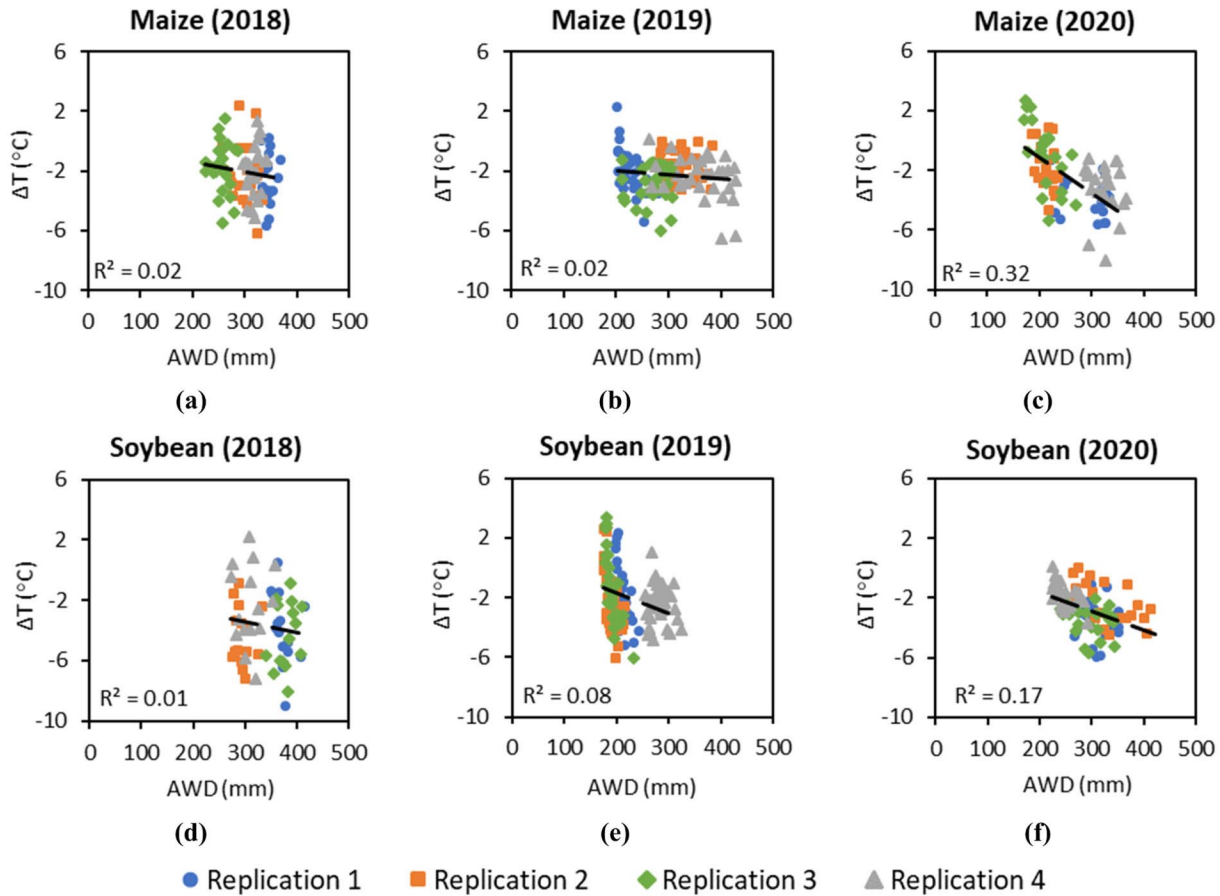 Maize (2018)
6
2
-2
-6
-10
ΔT (°C)
R² = 0.02
0 100 200 300 400 500
AWD (mm)
(a)
Maize (2019)
6
2
-2
-6
-10
ΔT (°C)
R² = 0.02
0 100 200 300 400 500
AWD (mm)
(b)
Maize (2020)
6
2
-2
-6
-10
ΔT (°C)
R² = 0.32
0 100 200 300 400 500
AWD (mm)
(c)
Soybean (2018)
6
2
-2
-6
-10
ΔT (°C)
R² = 0.01
0 100 200 300 400 500
AWD (mm)
(d)
Soybean (2019)
6
2
-2
-6
-10
ΔT (°C)
R² = 0.08
0 100 200 300 400 500
AWD (mm)
(e)
Soybean (2020)
6
2
-2
-6
-10
ΔT (°C)
R² = 0.17
0 100 200 300 400 500
AWD (mm)
(f)
Replication 1 Replication 2 Replication 3 Replication 4